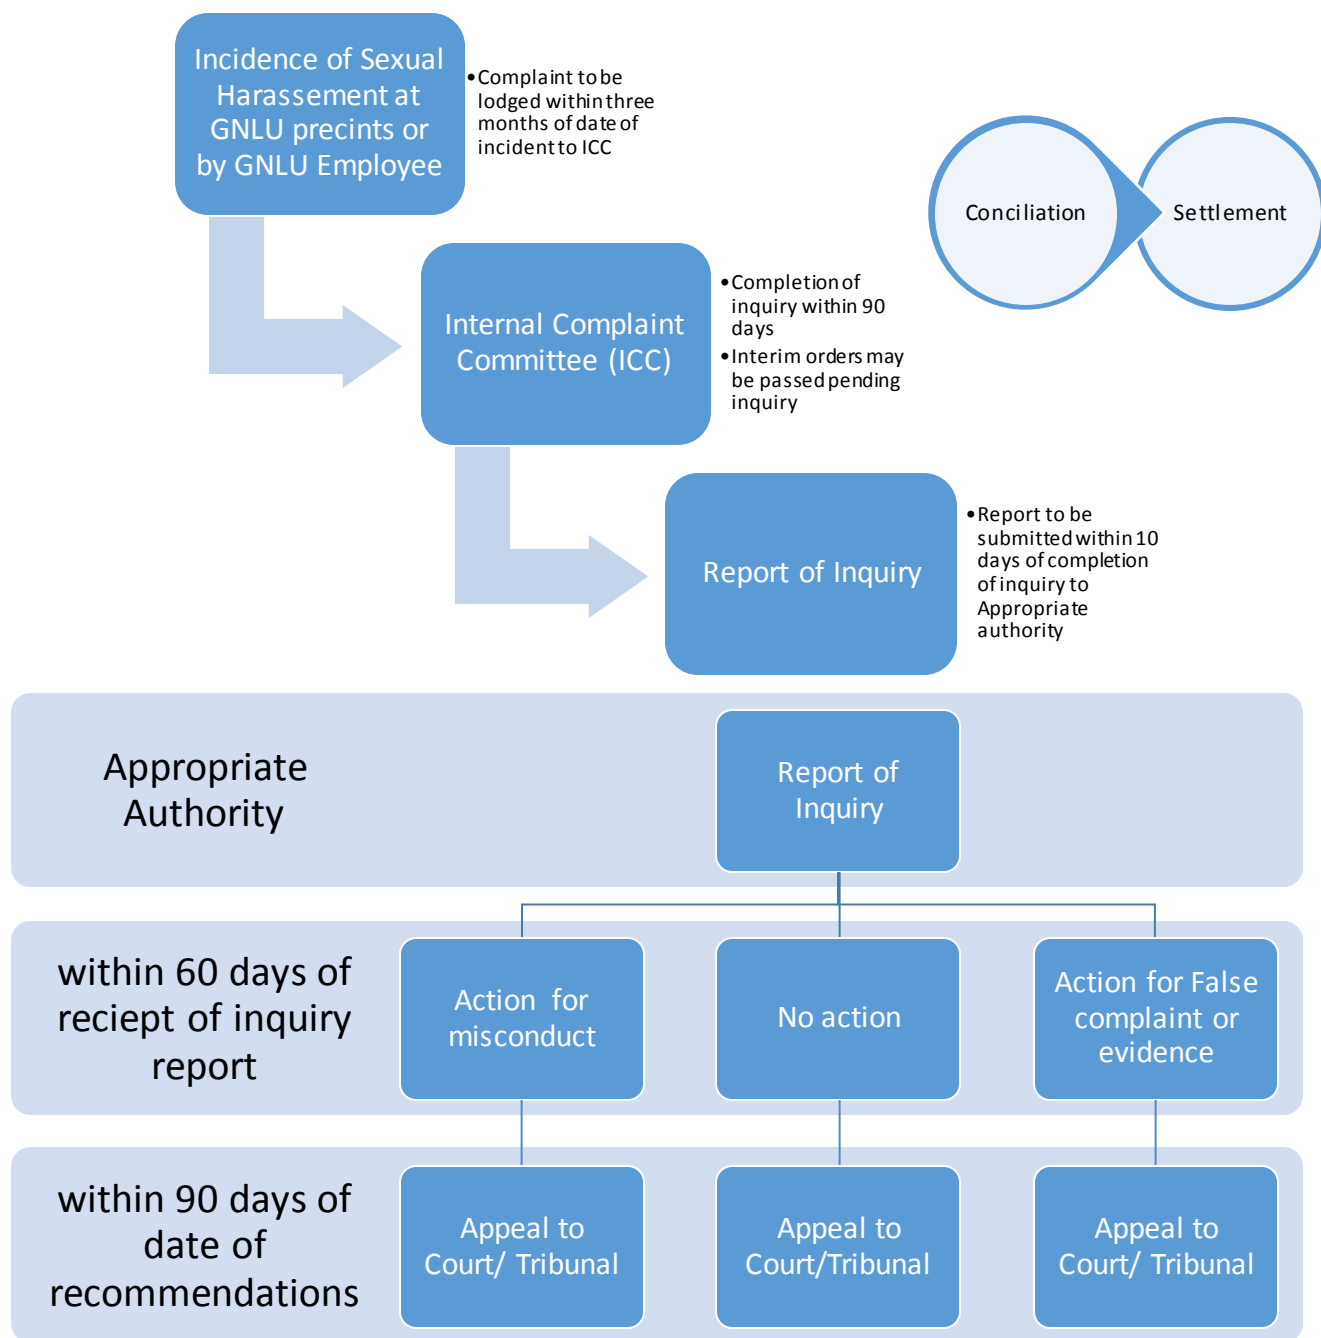 Incidence of Sexual
Harassement at
GNLU precints or
by GNLU Employee
•Complaint to be
lodged within three
months of date of
incident to ICC
Conciliation
Settlement
Internal Complaint
Committee (ICC)
•Completion of
inquiry within 90
days
•Interim orders may
be passed pending
inquiry
Report of Inquiry
•Report to be
submitted within 10
days of completion
of inquiry to
Appropriate
authority
Appropriate
Authority
Report of
Inquiry
within 60 days of
reciept of inquiry
report
Action for
misconduct
No action
Action for False
complaint or
evidence
within 90 days of
date of
recommendations
Appeal to
Court/ Tribunal
Appeal to
Court/Tribunal
Appeal to
Court/ Tribunal